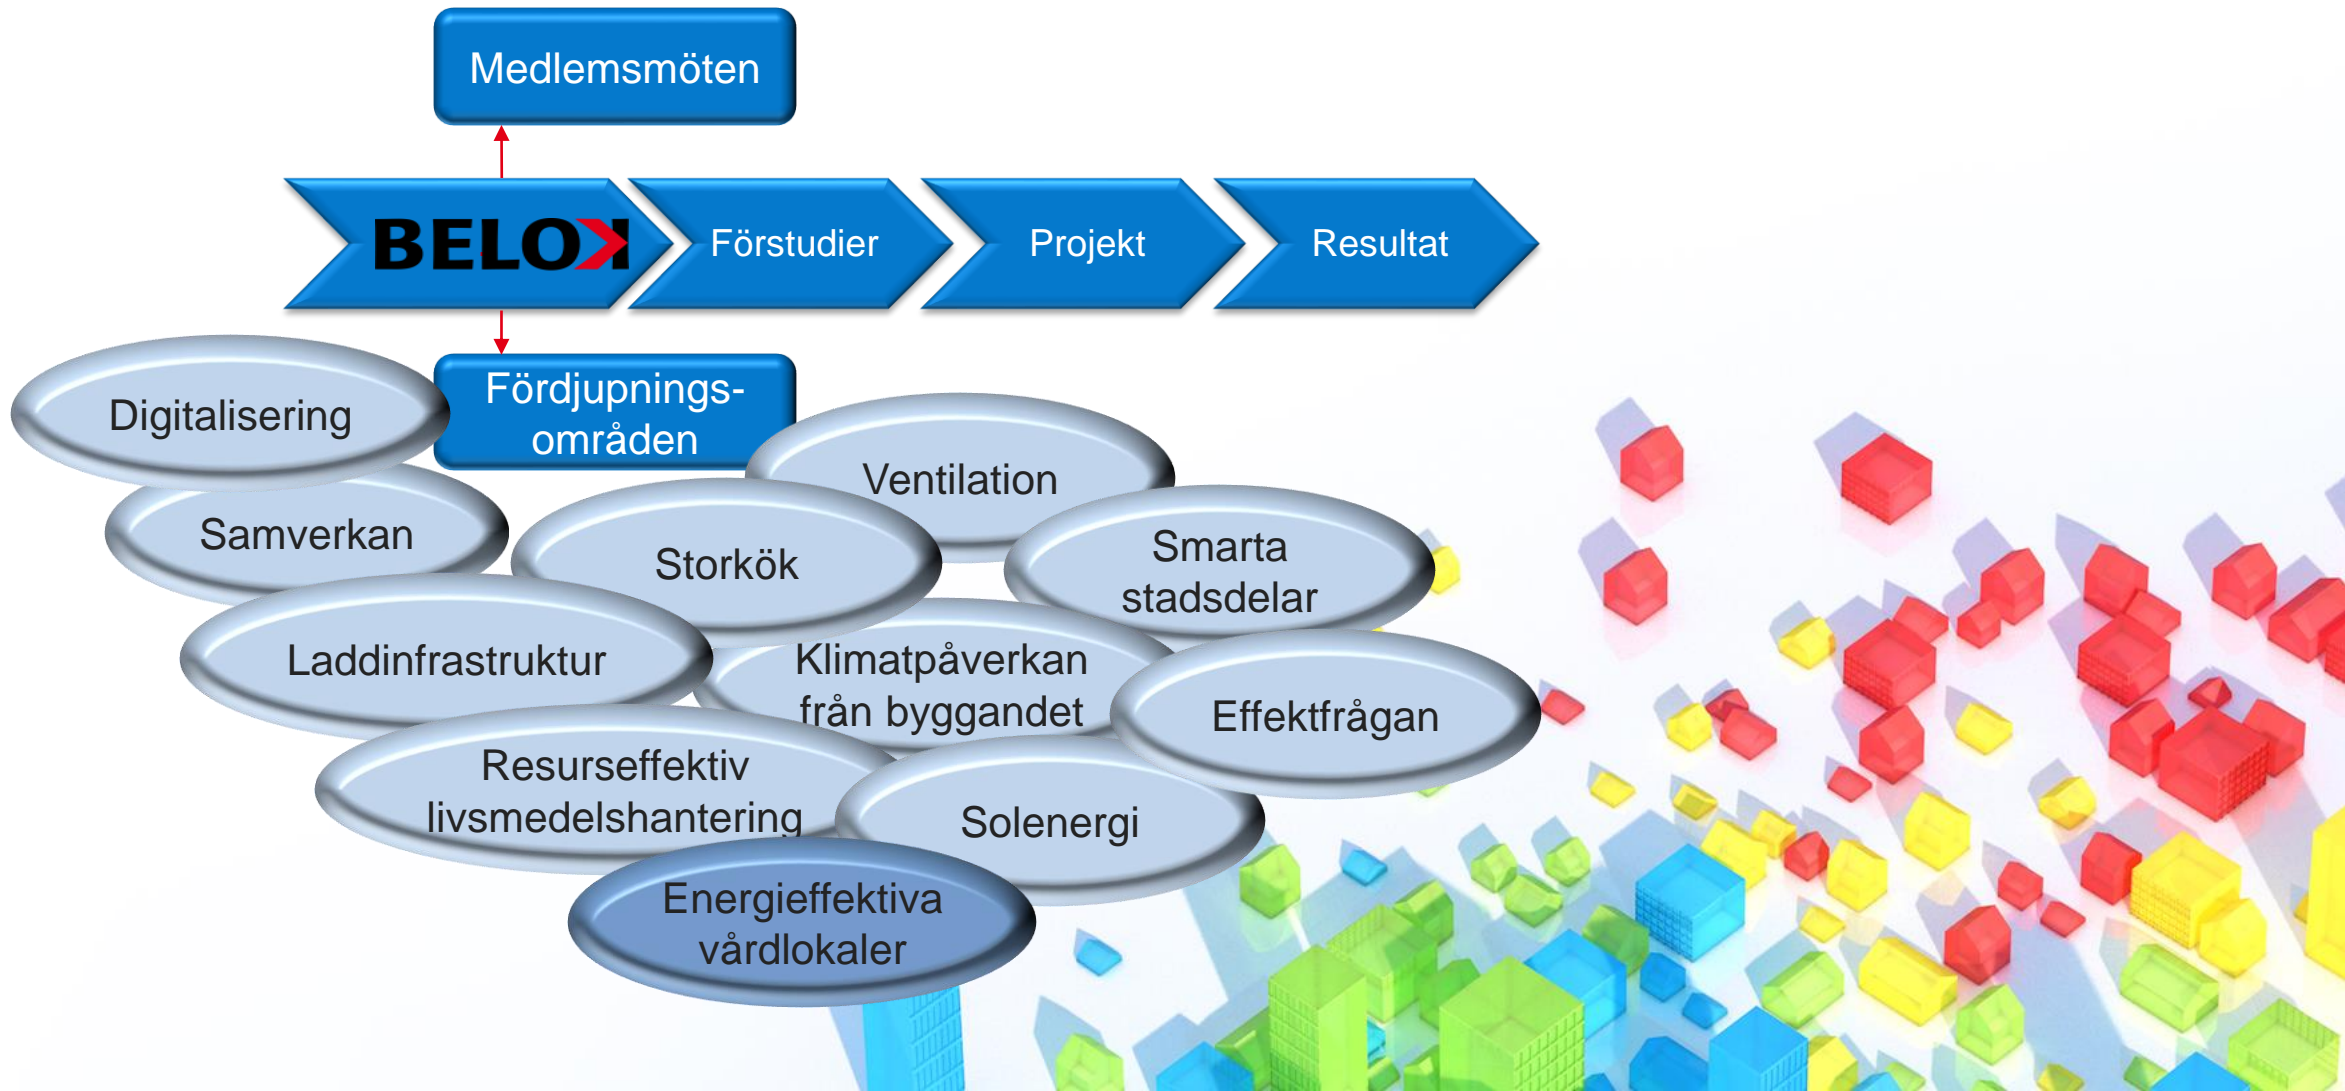 Medlemsmöten
BELOK
Förstudier
Projekt
Resultat
Fördjupnings-
områden
Digitalisering
Ventilation
Samverkan
Storkök
Smarta
stadsdelar
Laddinfrastruktur
Klimatpåverkan
från byggandet
Effektfrågan
Resurseffektiv
livsmedelshantering
Solenergi
Energieffektiva
vårdlokaler